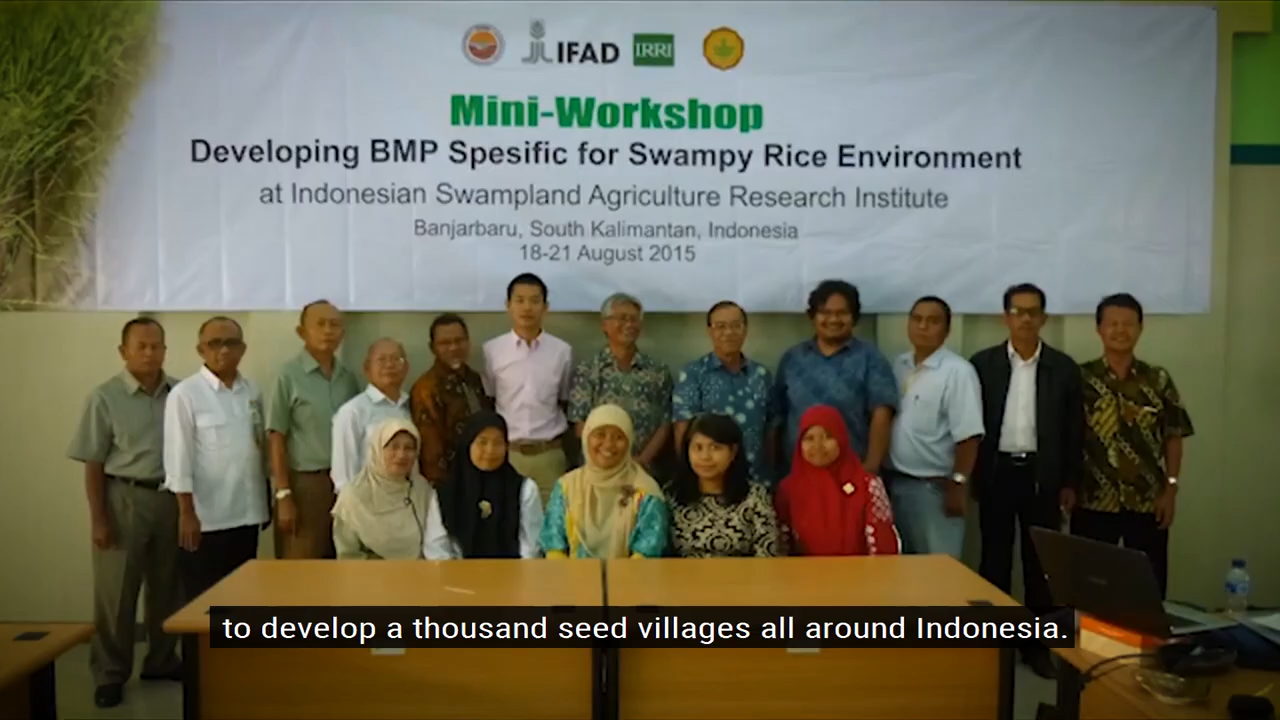 IFAD IRRI
Mini-Workshop
Developing BMP Spesific for Swampy Rice Environment
at Indonesian Swampland Agriculture Research Institute
Banjarbaru, South Kalimantan, Indonesia
18-21 August 2015
to develop a thousand seed villages all around Indonesia.